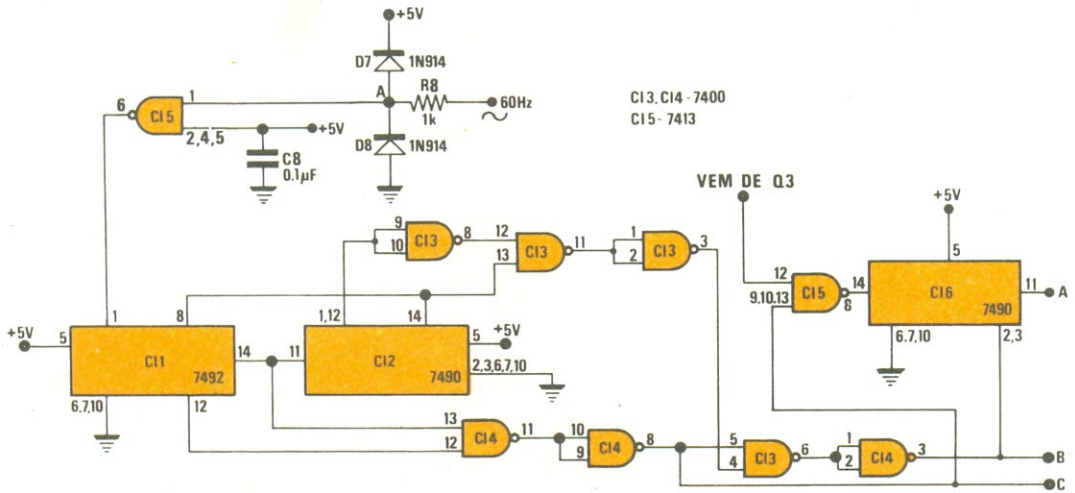 +5V
D7 1N914
A R8 60Hz
1k
CI3, CI4 - 7400
CI5 - 7413
6 CI5 1
2,4,5 +5V
C8
0.1µF
D8 1N914
VEM DE Q3
+5V
9 10 CI3 8 12 13 CI3 11 1 2 CI3 3
12 9,10,13 CI5 8 14 5 CI6 7490 11 A
6,7,10 2,3
1 8 1,12 14
+5V 5 CI1 7492 14 11 CI2 7490 5 +5V
2,3,6,7,10
6,7,10 12
13 12 CI4 11 10 9 CI4 8 5 4 CI3 6 1 2 CI4 3 B
C